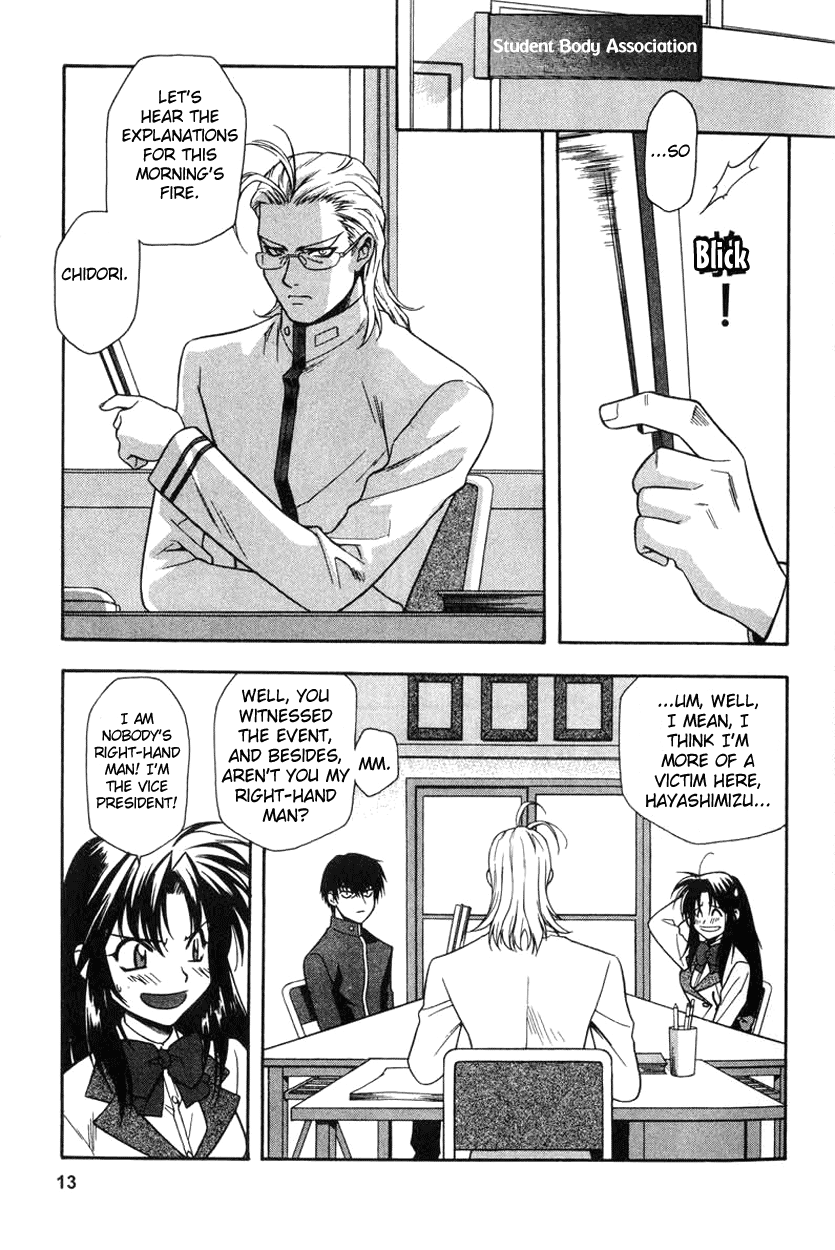 Student Body Association
...SO
Blick
!
LET'S
HEAR THE
EXPLANATIONS
FOR THIS
MORNING'S
FIRE.
CHIDORI.
...UM, WELL,
I MEAN, I
THINK I'M
MORE OF A
VICTIM HERE,
HAYASHIMIZU...
MM.
WELL, YOU
WITNESSED
THE EVENT,
AND BESIDES,
AREN'T YOU MY
RIGHT-HAND
MAN?
I AM
NOBODY'S
RIGHT-HAND
MAN! I'M
THE VICE
PRESIDENT!
13